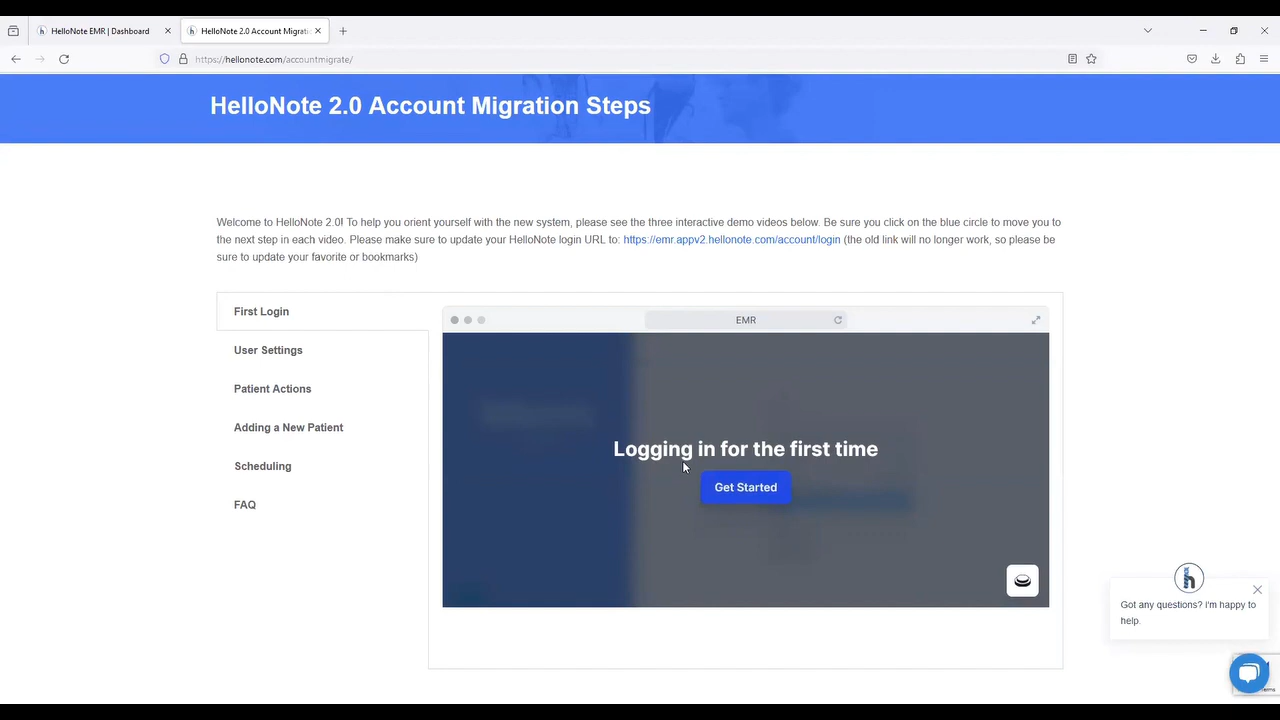 HelloNote EMR | Dashboard
HelloNote 2.0 Account Migrati
https://hellonote.com/accountmigrate/
HelloNote 2.0 Account Migration Steps
Welcome to HelloNote 2.0! To help you orient yourself with the new system, please see the three interactive demo videos below. Be sure you click on the blue circle to move you to
the next step in each video. Please make sure to update your HelloNote login URL to: https://emr.appv2.hellonote.com/account/login (the old link will no longer work, so please be
sure to update your favorite or bookmarks)
First Login
User Settings
Patient Actions
Adding a New Patient
Scheduling
FAQ
EMR
Logging in for the first time
Get Started
Got any questions? I'm happy to
help.
Terms